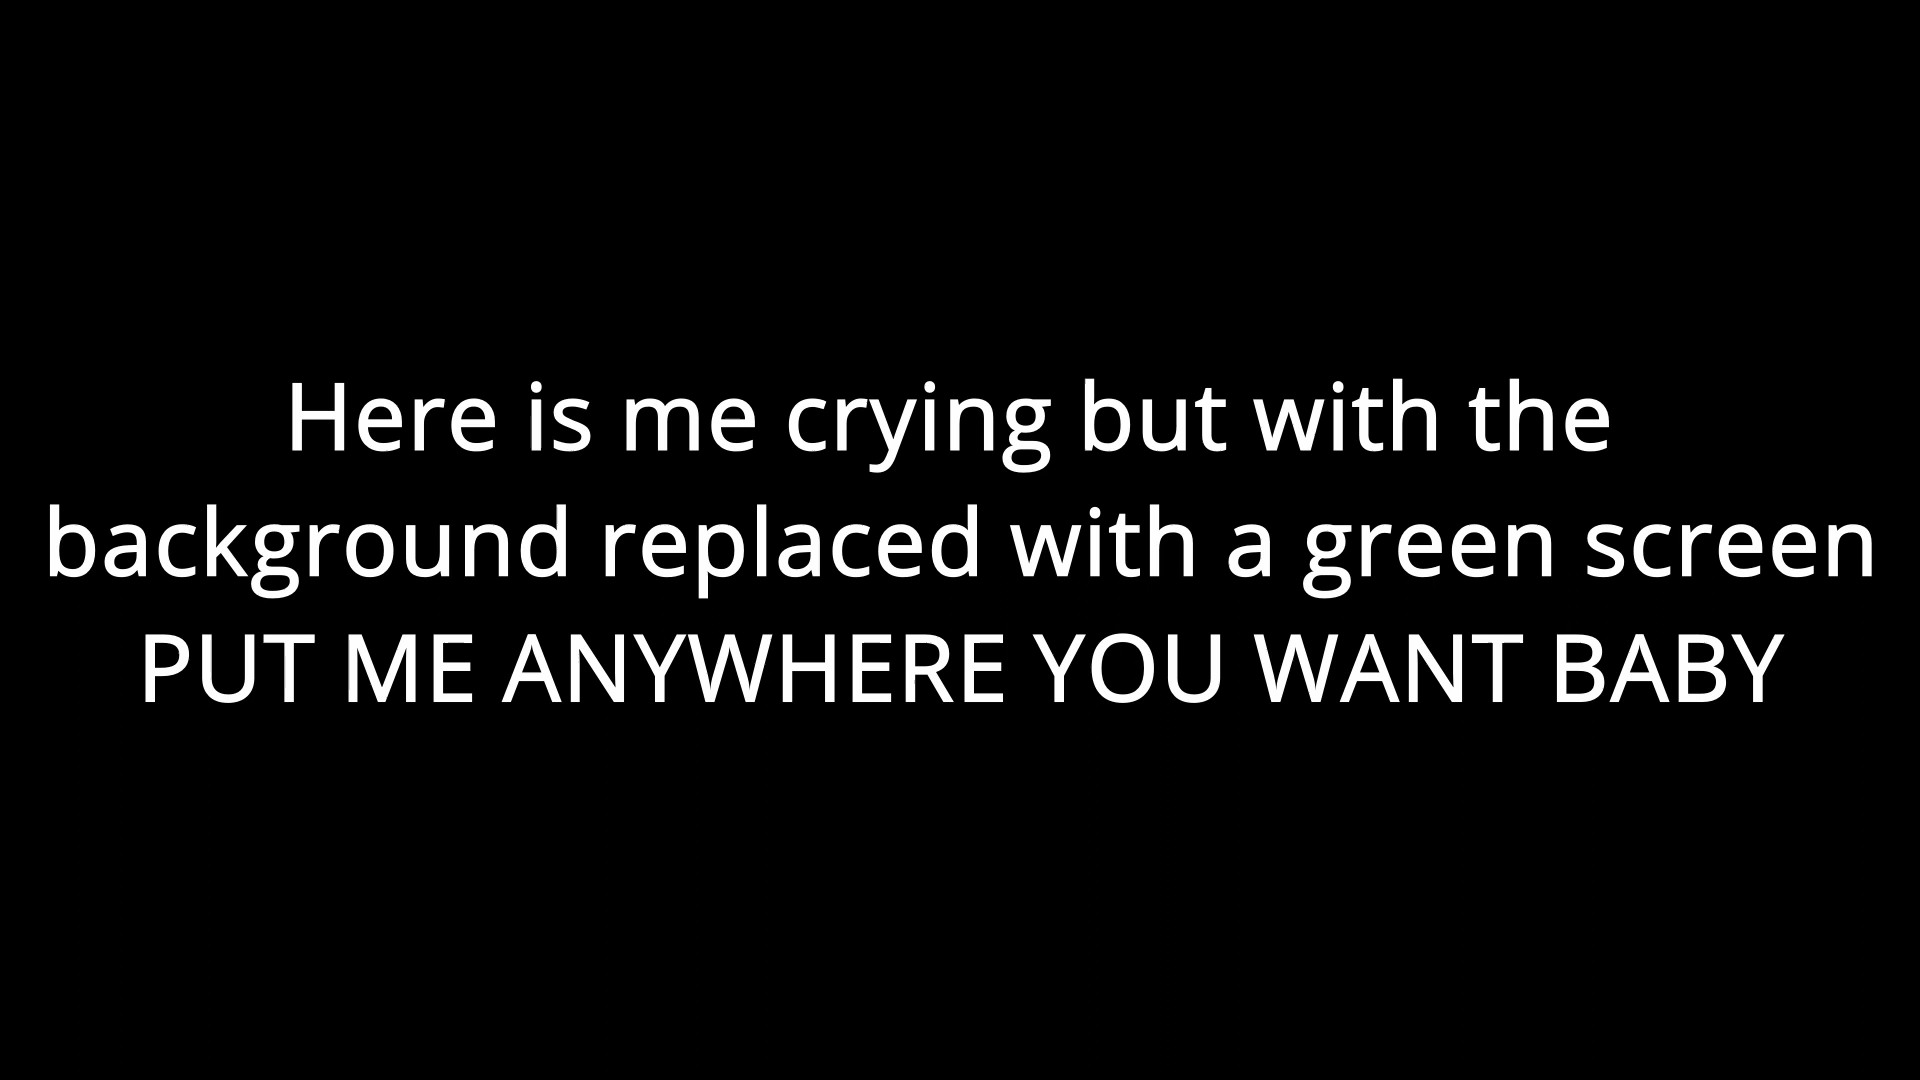 Here is me crying but with the
background replaced with a green screen
PUT ME ANYWHERE YOU WANT BABY